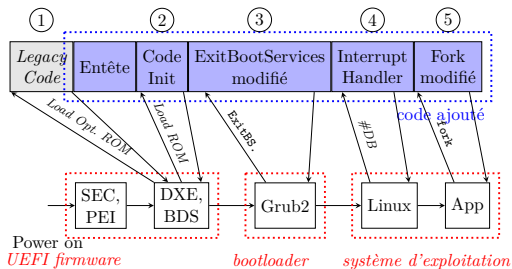 1 2 3 4 5
Legacy Code
Entête
Code Init
ExitBootServices modifié
Interrupt Handler
Fork modifié
code ajouté
Load Opt. ROM
Load ROM
ExitBS.
#DB
fork
SEC, PEI
DXE, BDS
Grub2
Linux
App
Power on
UEFI firmware
bootloader
système d'exploitation